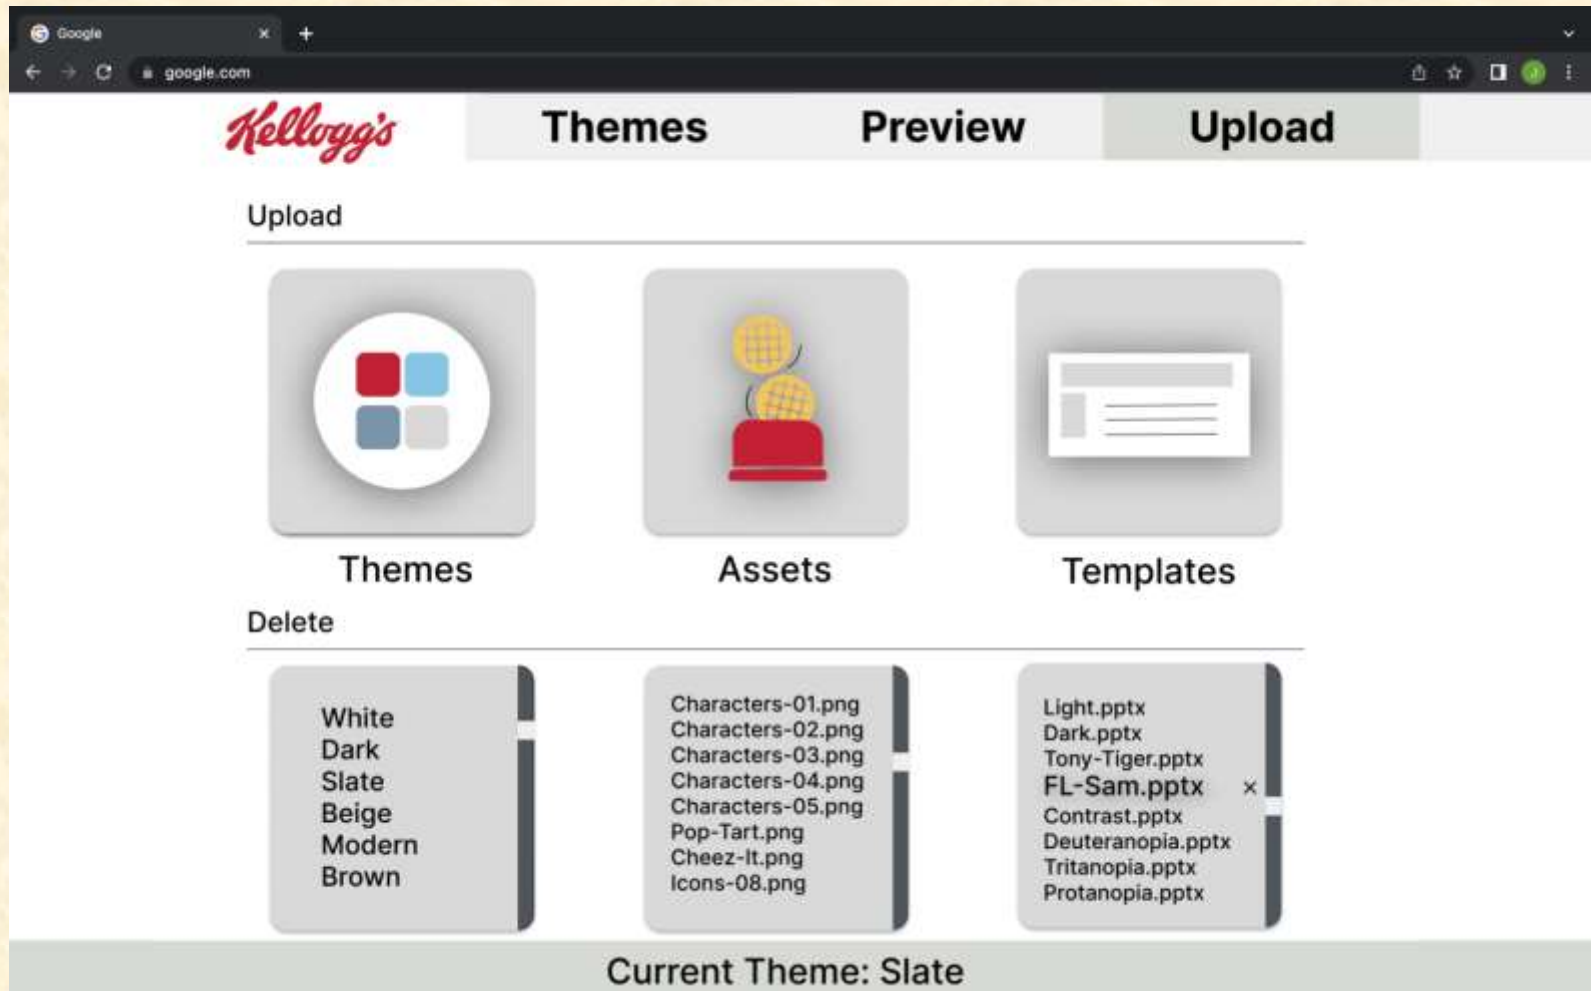 Google
google.com
Kellogg's
Themes Preview Upload
Upload
Themes
Assets
Templates
Delete
White
Dark
Slate
Beige
Modern
Brown
Characters-01.png
Characters-02.png
Characters-03.png
Characters-04.png
Characters-05.png
Pop-Tart.png
Cheez-It.png
Icons-08.png
Light.pptx
Dark.pptx
Tony-Tiger.pptx
FL-Sam.pptx ×
Contrast.pptx
Deuteranopia.pptx
Tritanopia.pptx
Protanopia.pptx
Current Theme: Slate